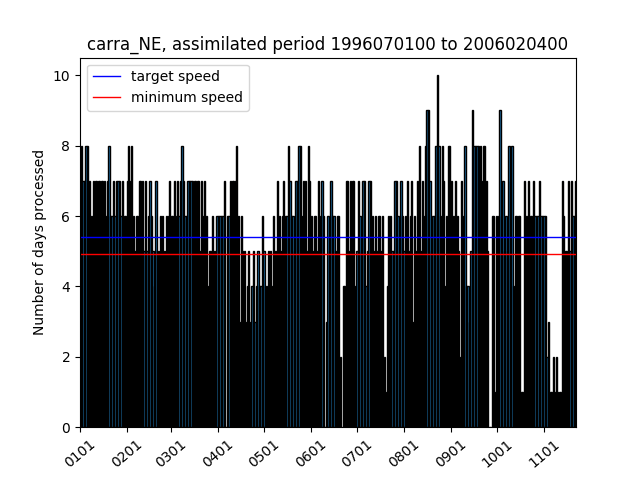 carra_NE, assimilated period 1996070100 to 2006020400
target speed
minimum speed
Number of days processed
10
8
6
4
2
0
0101 0201 0301 0401 0501 0601 0701 0801 0901 1001 1101